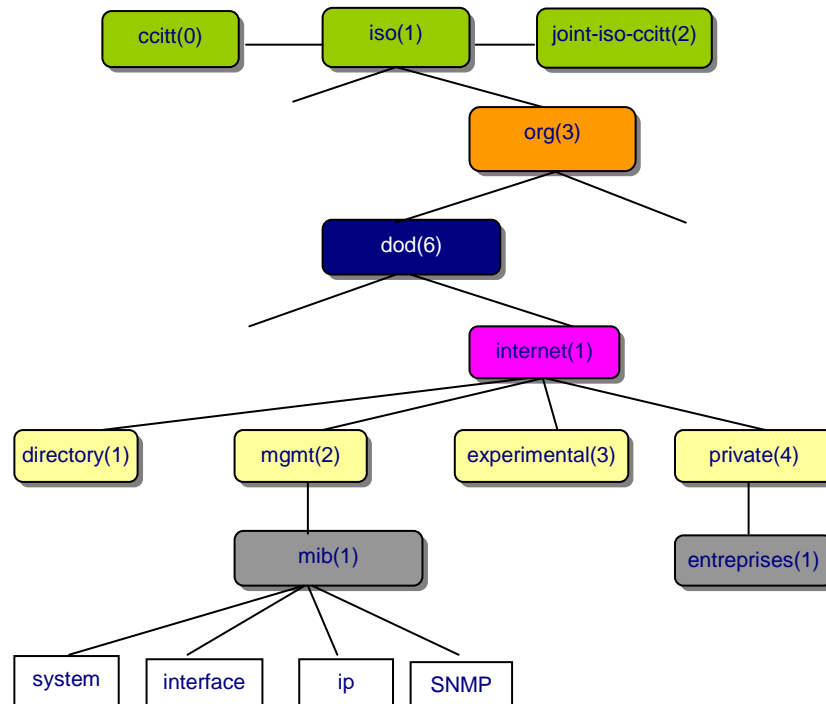 ccitt(0)
iso(1)
joint-iso-ccitt(2)
org(3)
dod(6)
internet(1)
directory(1)
mgmt(2)
experimental(3)
private(4)
mib(1)
entreprises(1)
system
interface
ip
SNMP